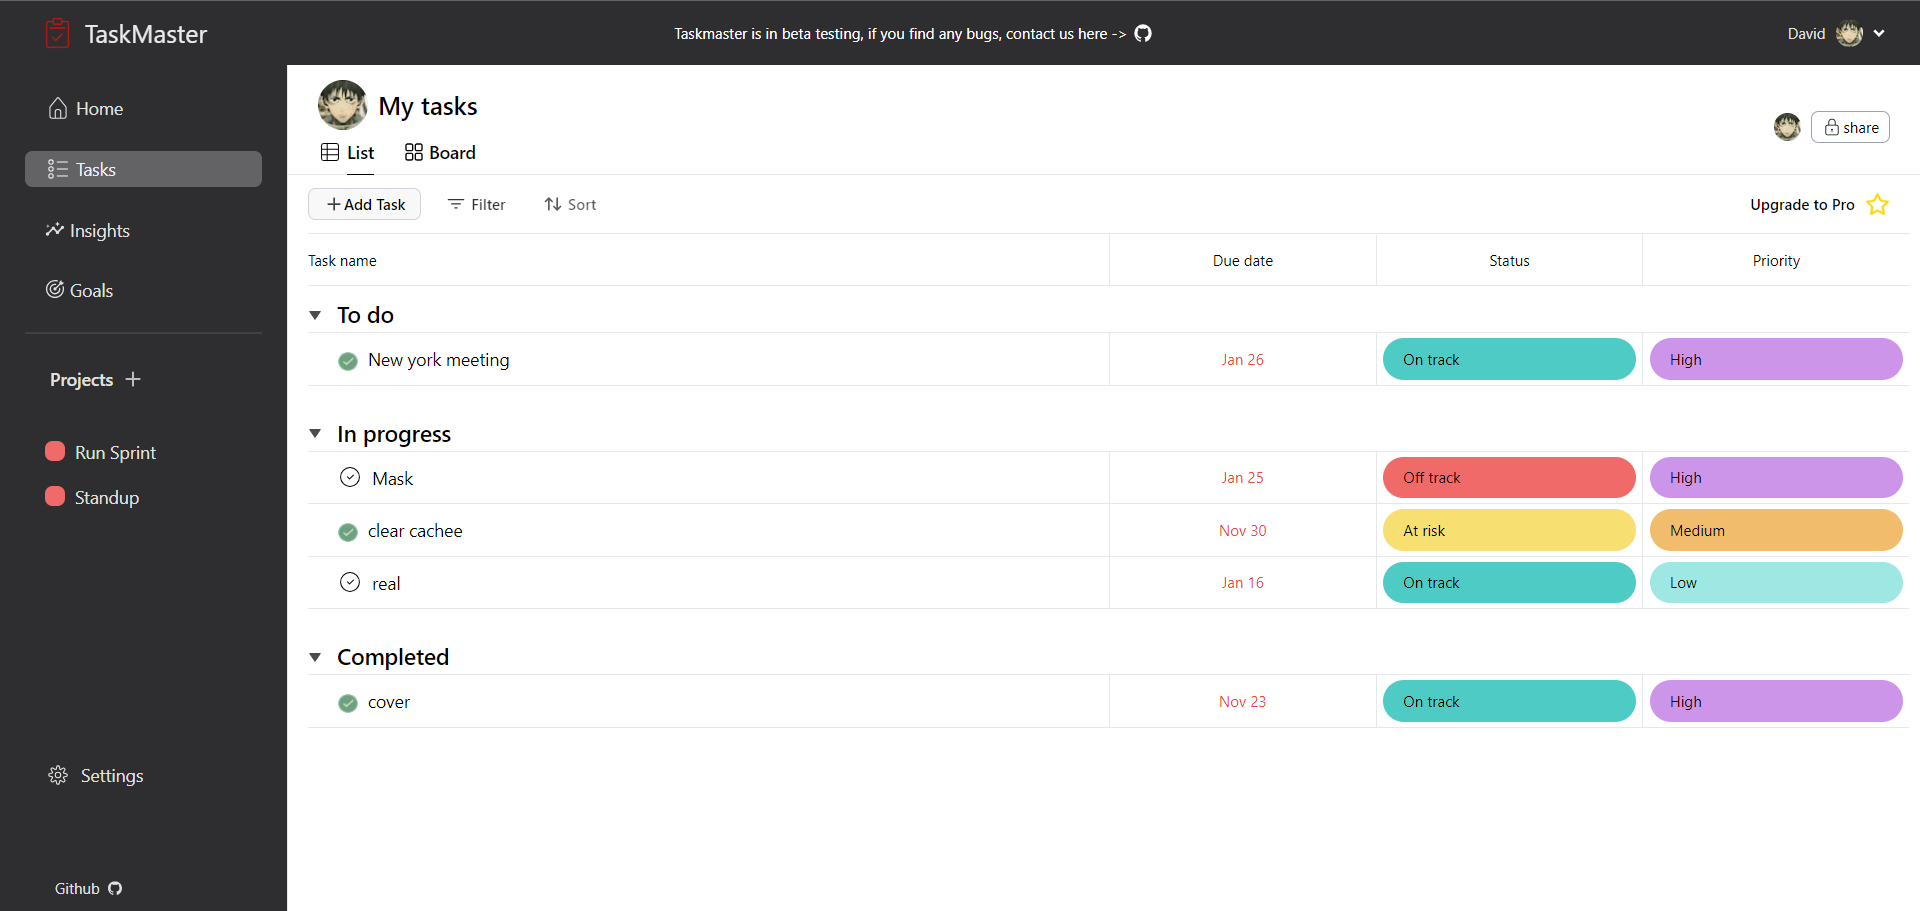 TaskMaster
Taskmaster is in beta testing, if you find any bugs, contact us here ->
David
Home
Tasks
Insights
Goals
Projects
Run Sprint
Standup
Settings
Github
My tasks
share
List Board
Add Task Filter Sort
Upgrade to Pro
Task name Due date Status Priority
To do
New york meeting Jan 26 On track High
In progress
Mask Jan 25 Off track High
clear cachee Nov 30 At risk Medium
real Jan 16 On track Low
Completed
cover Nov 23 On track High